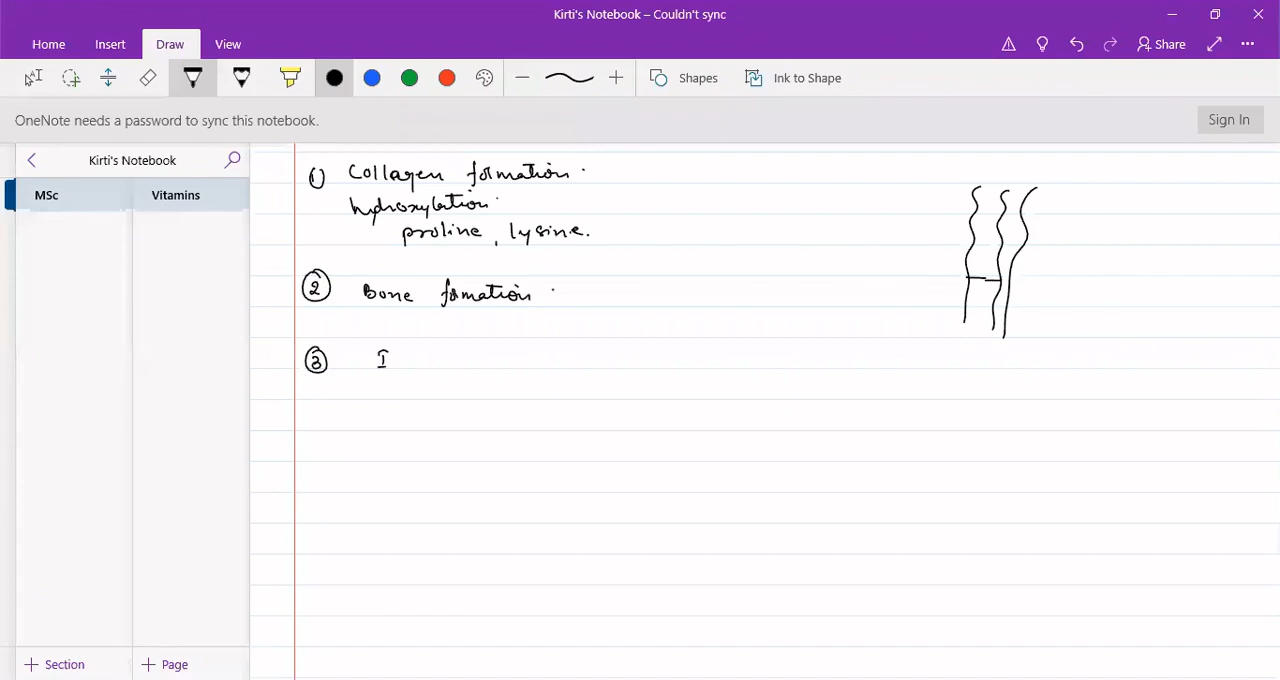 Kirti's Notebook – Couldn't sync
Home Insert Draw View
Share
Shapes Ink to Shape
OneNote needs a password to sync this notebook.
Sign In
Kirti's Notebook
MSc
Vitamins
1) Collagen formation.
hydroxylation.
proline, lysine.
2 Bone formation.
3 I
+ Section
+ Page